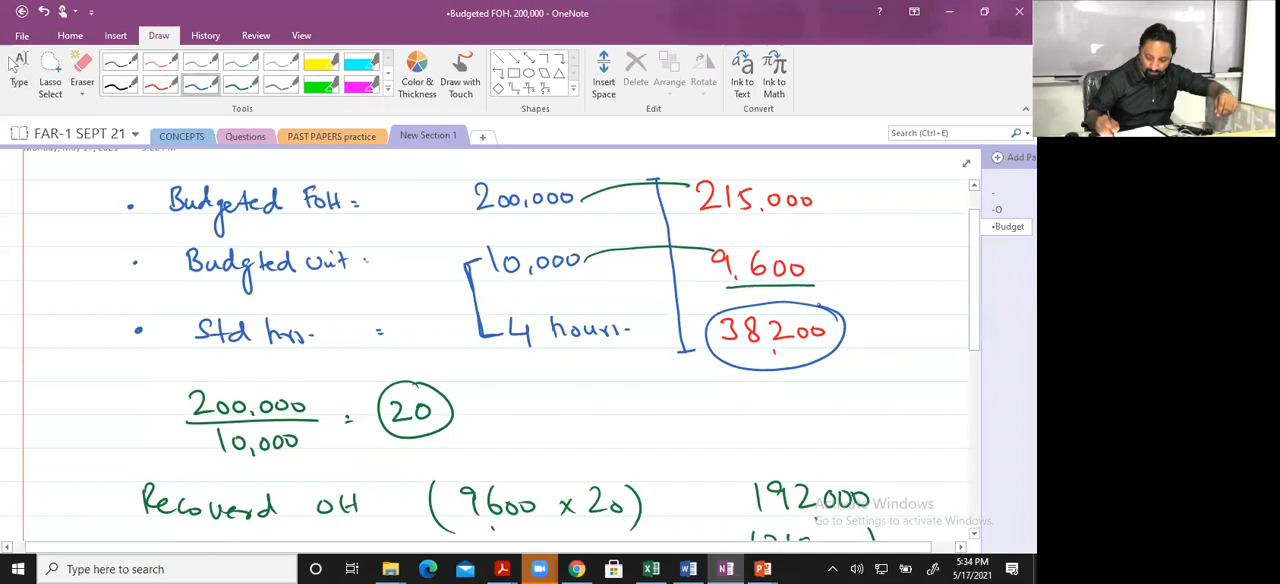 •Budgeted FOH. 200,000 - OneNote
File Home Insert Draw History Review View
Type Lasso Select Eraser Color & Thickness Draw with Touch Insert Space Delete Arrange Rotate Ink to Text Ink to Math
Tools Shapes Edit Convert
FAR-1 SEPT 21 CONCEPTS Questions PAST PAPERS practice New Section 1 Search (Ctrl+E)
Add Pa
-O
•Budget
• Budgeted FOH = 200,000 215,000
• Budgted Unit : 10,000 9,600
• Std hrs. = 4 hours. 38200
200,000
10,000
= 20
Recoverd OH (9600 x 20) 192,000
Activate Windows
Go to Settings to activate Windows.
Type here to search
5:34 PM
5/17/2021